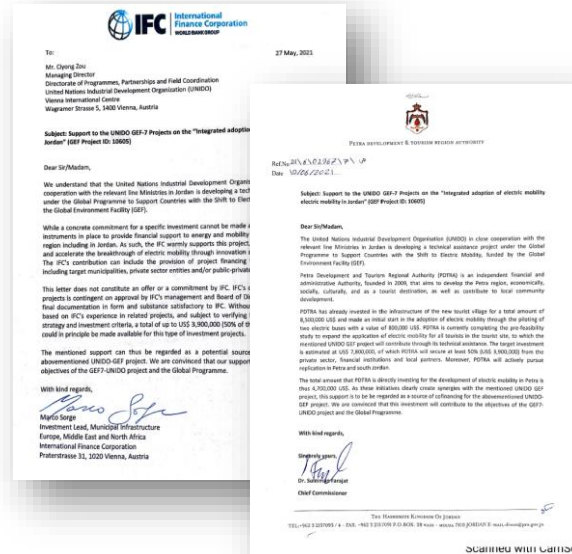 IFC
International
Finance Corporation
WORLD BANK GROUP
To:
27 May, 2021
Mr. Ciyong Zou
Managing Director
Directorate of Programmes, Partnerships and Field Coordination
United Nations Industrial Development Organization (UNIDO)
Vienna International Centre
Wagramer Strasse 5, 1400 Vienna, Austria
Subject: Support to the UNIDO GEF-7 Projects on the "Integrated adoption
Jordan" (GEF Project ID: 10605)
Dear Sir/Madam,
We understand that the United Nations Industrial Development Organis
cooperation with the relevant line Ministries in Jordan is developing a tech
under the Global Programme to Support Countries with the Shift to Elect
the Global Environment Facility (GEF).
While a concrete commitment for a specific investment cannot be made a
instruments in place to provide financial support to energy and mobility
region including in Jordan. As such, the IFC warmly supports this project,
and accelerate the breakthrough of electric mobility through innovation
The IFC's contribution can include the provision of project financing
including target municipalities, private sector entities and/or public-privat
This letter does not constitute an offer or a commitment by IFC. IFC's
projects is contingent on approval by IFC's management and Board of Di
final documentation in form and substance satisfactory to IFC. Without
based on IFC's experience in related projects, and subject to verifying
strategy and investment criteria, a total of up to US$ 3,900,000 (50% of th
could in principle be made available for this type of investment projects.
The mentioned support can thus be regarded as a potential source
abovementioned UNIDO-GEF project. We are convinced that our support
objectives of the GEF7-UNIDO project and the Global Programme.
With kind regards,
Marco Sorge
Marco Sorge
Investment Lead, Municipal Infrastructure
Europe, Middle East and North Africa
International Finance Corporation
Praterstrasse 31, 1020 Vienna, Austria
PETRA DEVELOPMENT & TOURISM REGION AUTHORITY
Ref.No
Date 10/06/2021
Subject: Support to the UNIDO GEF-7 Projects on the "Integrated adoption of electric mobility
electric mobility in Jordan" (GEF Project ID: 10605)
Dear Sir/Madam,
The United Nations Industrial Development Organisation (UNIDO) in close cooperation with the
relevant line Ministries in Jordan is developing a technical assistance project under the Global
Programme to Support Countries with the Shift to Electric Mobility, funded by the Global
Environment Facility (GEF).
Petra Development and Tourism Regional Authority (PDTRA) is an independent financial and
administrative Authority, founded in 2009, that aims to develop the Petra region, economically,
socially, culturally, and as a tourist destination, as well as contribute to local community
development.
PDTRA has already invested in the infrastructure of the new tourist village for a total amount of
8,500,000 US$ and made an initial start in the adoption of electric mobility through the piloting of
two electric buses with a value of 800,000 US$. PDTRA is currently completing the pre-feasibility
study to expand the application of electric mobility for all tourists in the tourist site, to which the
mentioned UNIDO GEF project will contribute through its technical assistance. The target investment
is estimated at US$ 7,800,000, of which PDTRA will secure at least 50% (US$ 3,900,000) from the
private sector, financial institutions and local partners. Moreover, PDTRA will actively pursue
replication in Petra and south Jordan.
The total amount that PDTRA is directly investing for the development of electric mobility in Petra is
thus 4,700,000 US$. As these initiatives clearly create synergies with the mentioned UNIDO GEF
project, this support is to be regarded as a source of cofinancing for the abovementioned UNIDO-
GEF project. We are convinced that this investment will contribute to the objectives of the GEF7-
UNIDO project and the Global Programme.
With kind regards,
Sincerely yours,
Dr. Suleiman Farajat
Chief Commissioner
THE HASHEMITE KINGDOM OF JORDAN
Scanned with CamSc